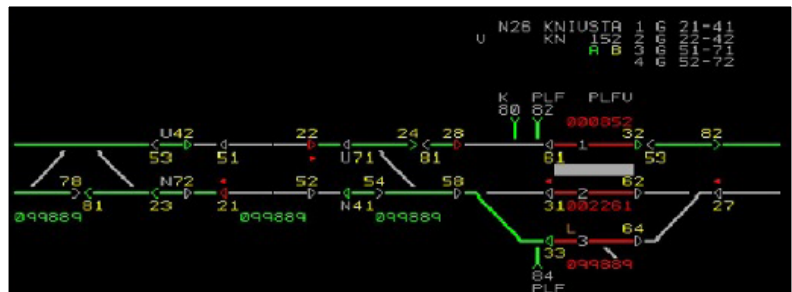 N26 KNIUSTA 1 G 21-41
U KN 152 2 G 22-42
A B 3 G 51-71
4 G 52-72
K PLF PLFU
80 82
000852
U42 22 24 28 32 82
1
53 51 U71 81 61 53
78 N72 52 54 58 62
2
81 23 21 N41 31 002261 27
099889 099889 099889
L 64
3
33 099889
84
PLF